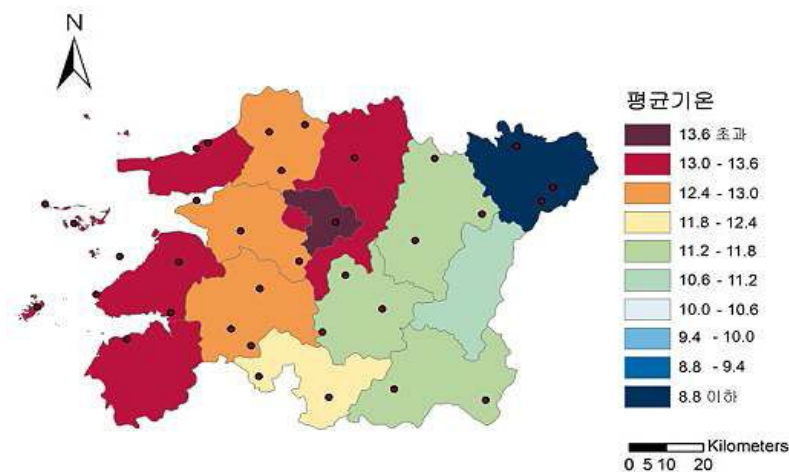 N
평균기온
13.6 초과
13.0 - 13.6
12.4 - 13.0
11.8 - 12.4
11.2 - 11.8
10.6 - 11.2
10.0 - 10.6
9.4 - 10.0
8.8 - 9.4
8.8 이하
Kilometers
0 5 10 20